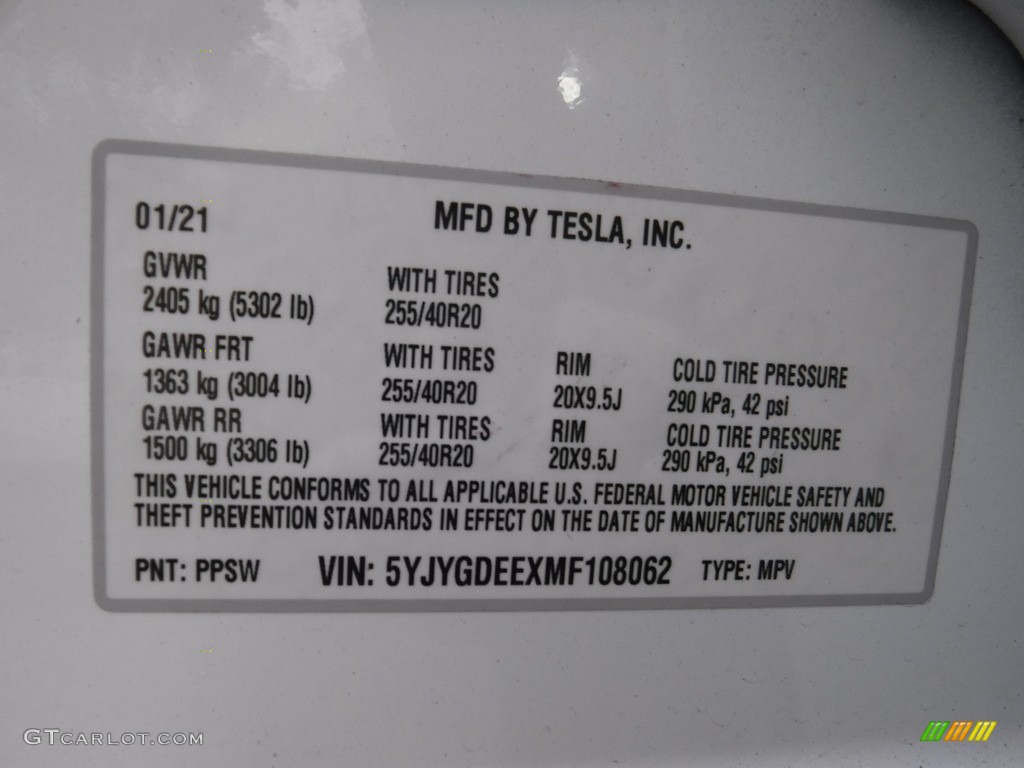 01/21 MFD BY TESLA, INC.
GVWR WITH TIRES
2405 kg (5302 lb) 255/40R20
GAWR FRT WITH TIRES RIM COLD TIRE PRESSURE
1363 kg (3004 lb) 255/40R20 20X9.5J 290 kPa, 42 psi
GAWR RR WITH TIRES RIM COLD TIRE PRESSURE
1500 kg (3306 lb) 255/40R20 20X9.5J 290 kPa, 42 psi
THIS VEHICLE CONFORMS TO ALL APPLICABLE U.S. FEDERAL MOTOR VEHICLE SAFETY AND
THEFT PREVENTION STANDARDS IN EFFECT ON THE DATE OF MANUFACTURE SHOWN ABOVE.
PNT: PPSW VIN: 5YJYGDEEXMF108062 TYPE: MPV
GTCARLOT.COM